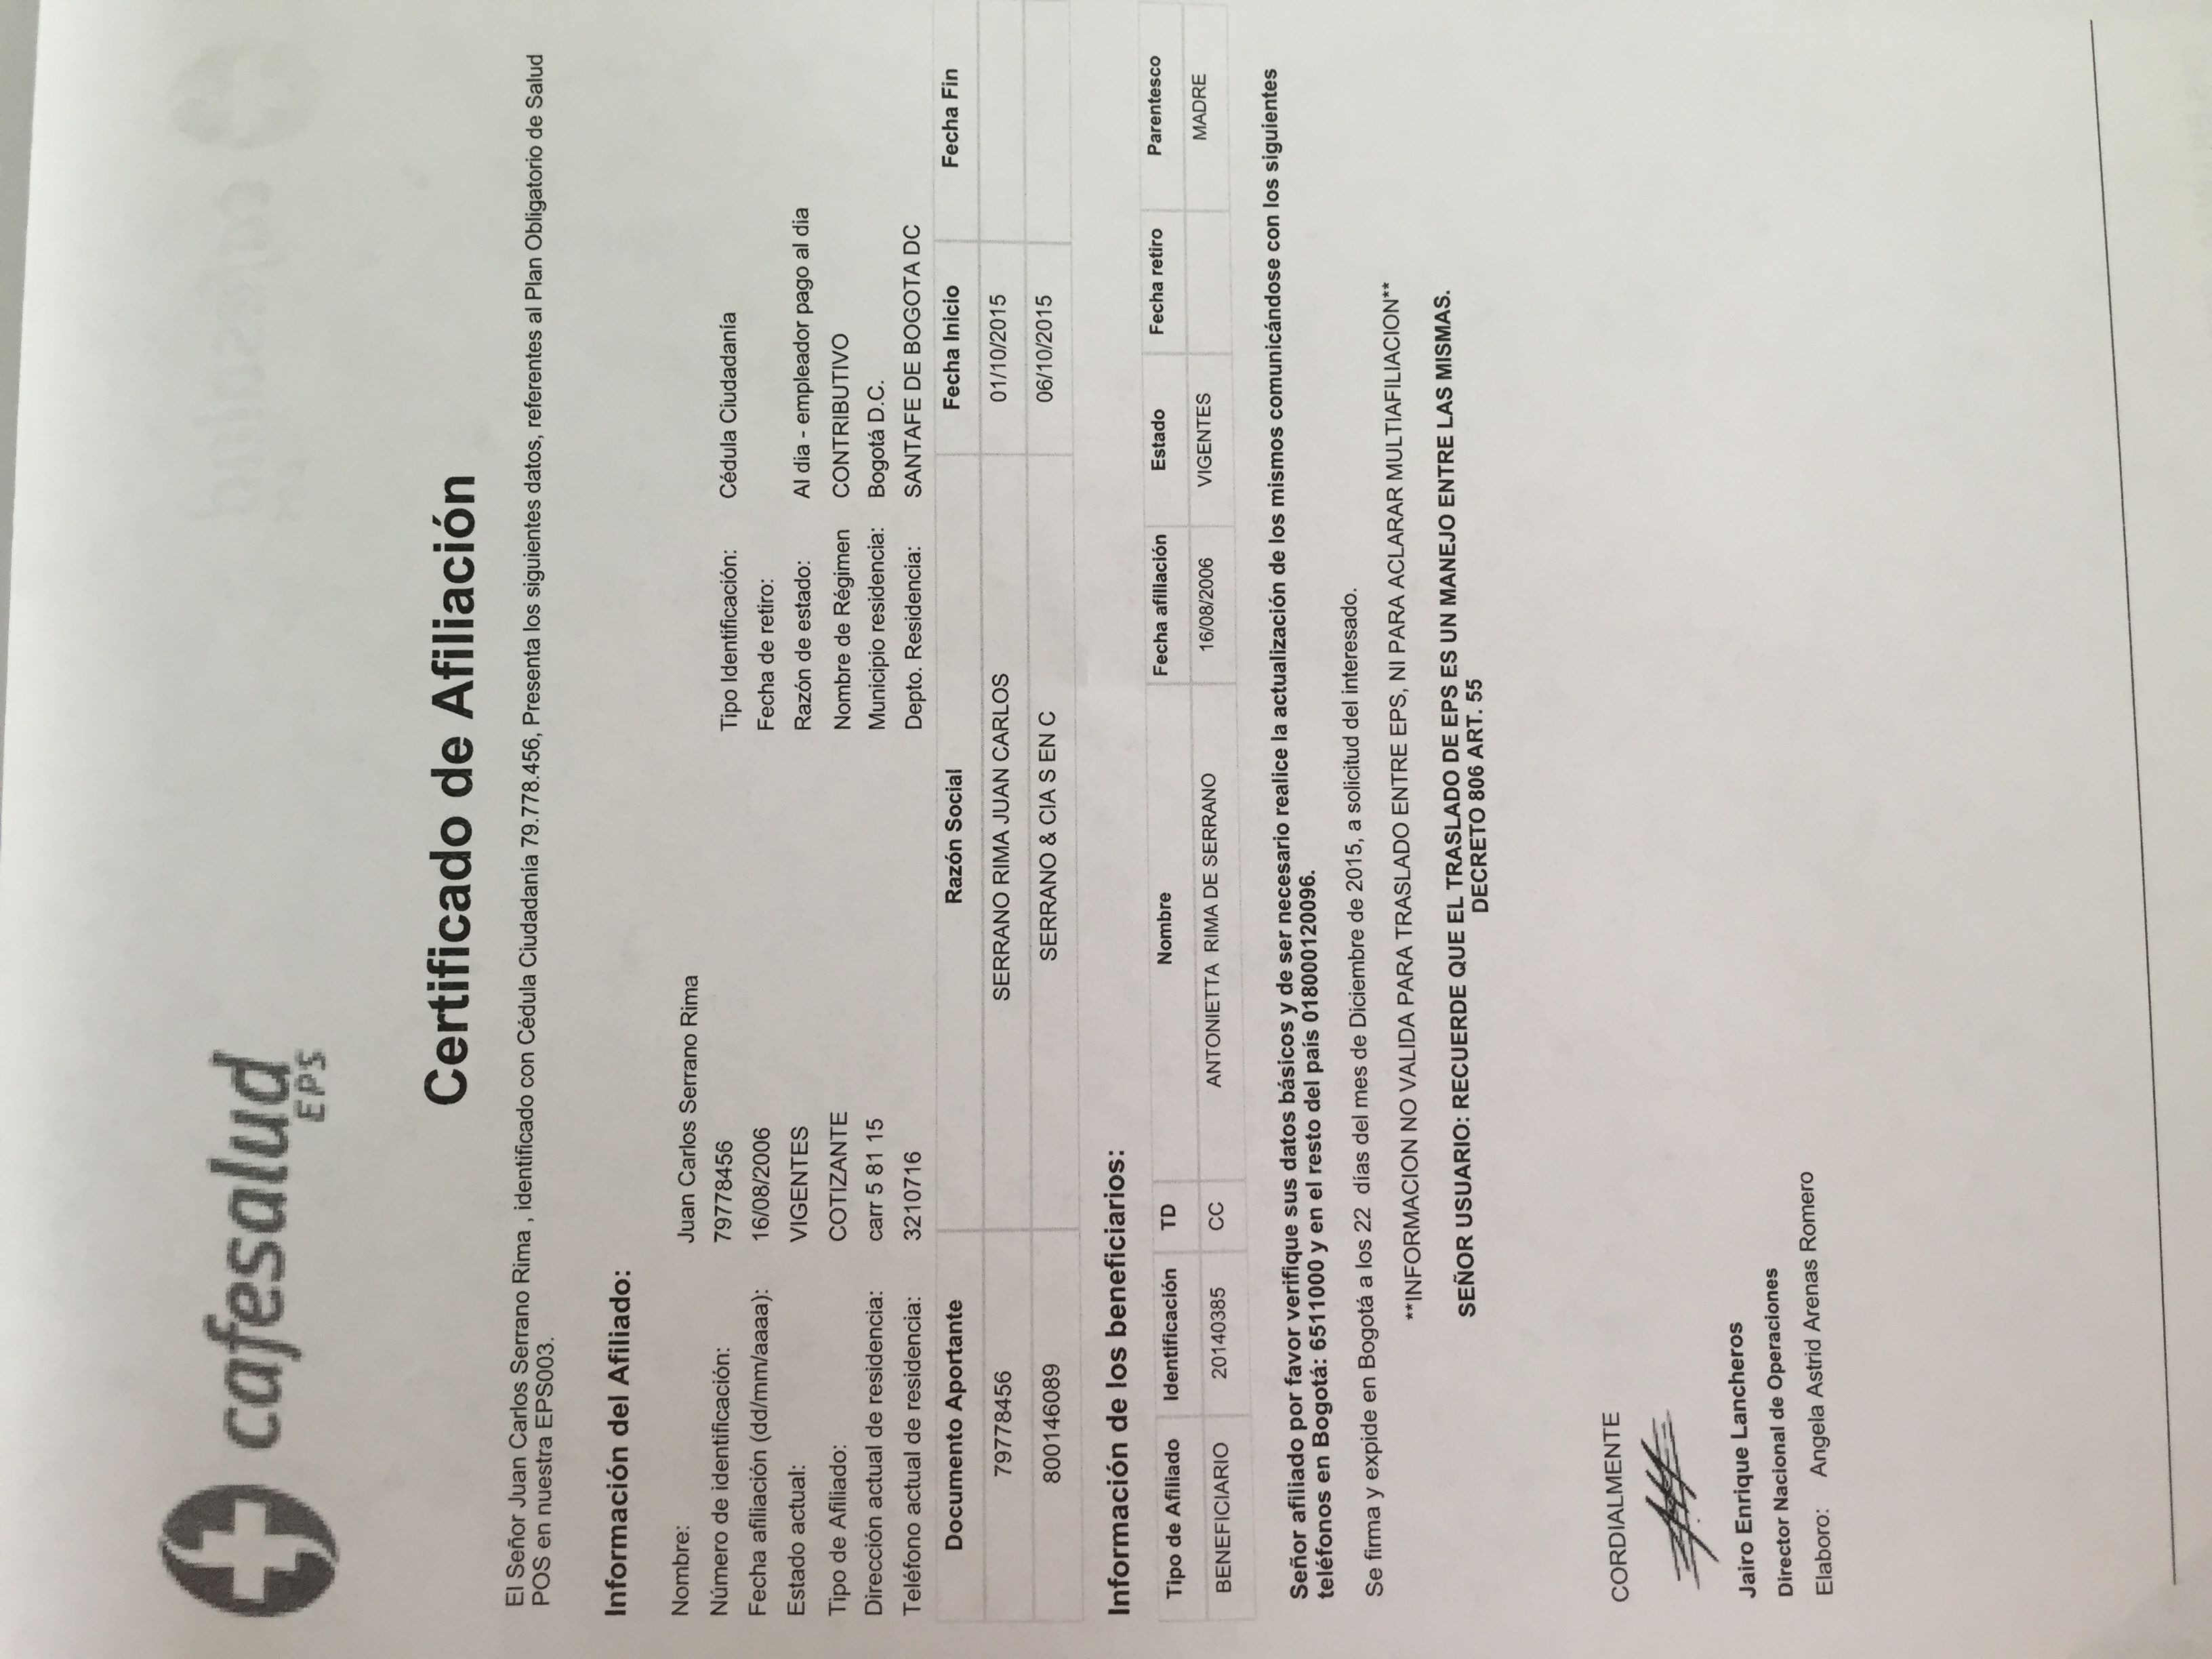 cafesalud
EPS
Certificado de Afiliación
El Señor Juan Carlos Serrano Rima , identificado con Cédula Ciudadanía 79.778.456, Presenta los siguientes datos, referentes al Plan Obligatorio de Salud
POS en nuestra EPS003.
Información del Afiliado:
Nombre: Juan Carlos Serrano Rima
Número de identificación: 79778456 Tipo Identificación: Cédula Ciudadanía
Fecha afiliación (dd/mm/aaaa): 16/08/2006 Fecha de retiro:
Estado actual: VIGENTES Razón de estado: Al dia - empleador pago al dia
Tipo de Afiliado: COTIZANTE Nombre de Régimen CONTRIBUTIVO
Dirección actual de residencia: carr 5 81 15 Municipio residencia: Bogotá D.C.
Teléfono actual de residencia: 3210716 Depto. Residencia: SANTAFE DE BOGOTA DC
Documento Aportante Razón Social Fecha Inicio Fecha Fin
79778456 SERRANO RIMA JUAN CARLOS 01/10/2015
800146089 SERRANO & CIA S EN C 06/10/2015
Información de los beneficiarios:
Tipo de Afiliado Identificación TD Nombre Fecha afiliación Estado Fecha retiro Parentesco
BENEFICIARIO 20140385 CC ANTONIETTA RIMA DE SERRANO 16/08/2006 VIGENTES MADRE
Señor afiliado por favor verifique sus datos básicos y de ser necesario realice la actualización de los mismos comunicándose con los siguientes
teléfonos en Bogotá: 6511000 y en el resto del país 018000120096.
Se firma y expide en Bogotá a los 22 días del mes de Diciembre de 2015, a solicitud del interesado.
**INFORMACION NO VALIDA PARA TRASLADO ENTRE EPS, NI PARA ACLARAR MULTIAFILIACION**
SEÑOR USUARIO: RECUERDE QUE EL TRASLADO DE EPS ES UN MANEJO ENTRE LAS MISMAS.
DECRETO 806 ART. 55
CORDIALMENTE
Jairo Enrique Lancheros
Director Nacional de Operaciones
Elaboro: Angela Astrid Arenas Romero